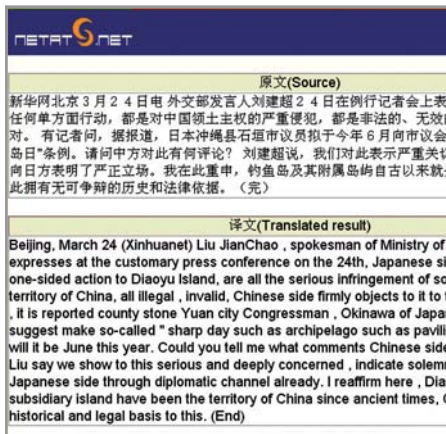 netat s.net
原文(Source)
新华网北京3月24日电 外交部发言人刘建超24日在例行记者会上表
任何单方面行动，都是对中国领土主权的严重侵犯，都是非法的、无效的
对。 有记者问，据报道，日本冲绳县石垣市议员拟于今年6月向市议会
岛日"条例。请问中方对此有何评论？ 刘建超说，我们对此表示严重关切
向日方表明了严正立场。我在此重申，钓鱼岛及其附属岛屿自古以来就
此拥有无可争辩的历史和法律依据。（完）
译文(Translated result)
Beijing, March 24 (Xinhuanet) Liu JianChao , spokesman of Ministry of
expresses at the customary press conference on the 24th, Japanese si
one-sided action to Diaoyu Island, are all the serious infringement of so
territory of China, all illegal , invalid, Chinese side firmly objects to it to t
, it is reported county stone Yuan city Congressman , Okinawa of Japa
suggest make so-called " sharp day such as archipelago such as pavili
will it be June this year. Could you tell me what comments Chinese side
Liu say we show to this serious and deeply concerned , indicate solem
Japanese side through diplomatic channel already. I reaffirm here , Dia
subsidiary island have been the territory of China since ancient times, 
historical and legal basis to this. (End)